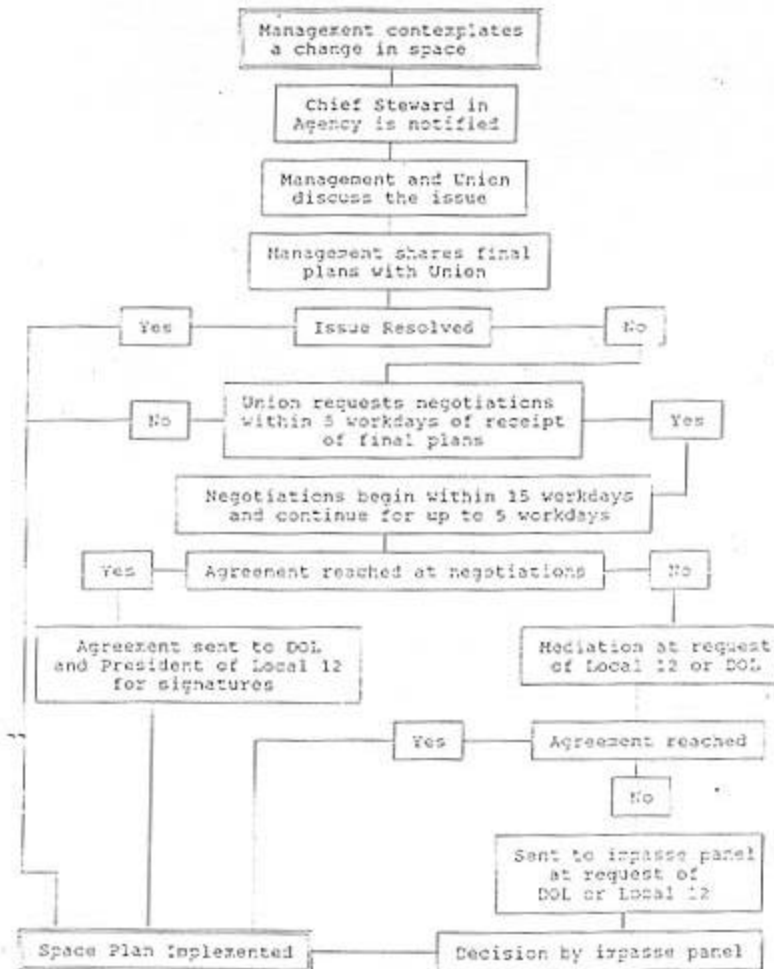 Management contemplates
a change in space
Chief Steward in
Agency is notified
Management and Union
discuss the issue
Management shares final
plans with Union
Yes
Issue Resolved
No
No
Union requests negotiations
within 5 workdays of receipt
of final plans
Yes
Negotiations begin within 15 workdays
and continue for up to 5 workdays
Yes
Agreement reached at negotiations
No
Agreement sent to DOL
and President of Local 12
for signatures
Mediation at request
of Local 12 or DOL
Yes
Agreement reached
No
Sent to impasse panel
at request of
DOL or Local 12
Space Plan Implemented
Decision by impasse panel